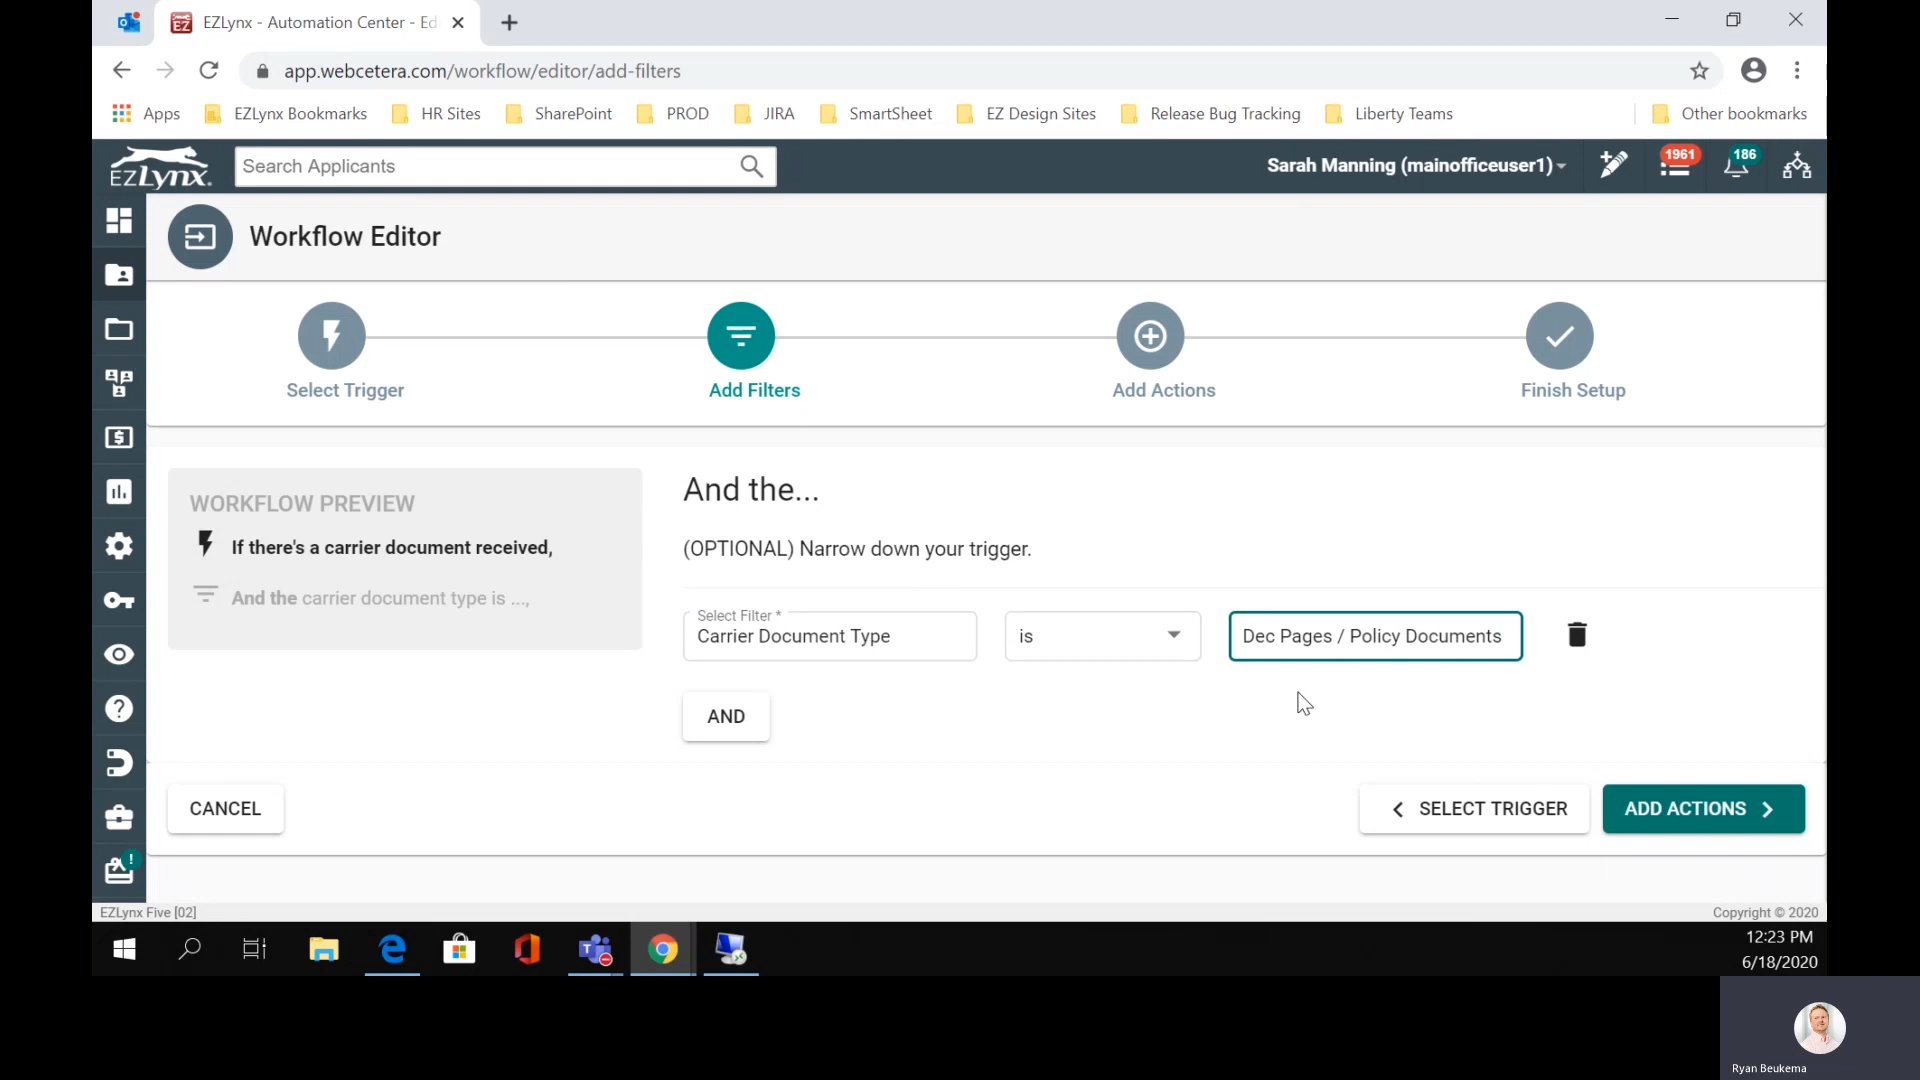 EZLynx - Automation Center - Ed
app.webcetera.com/workflow/editor/add-filters
Apps
EZLynx Bookmarks
HR Sites
SharePoint
PROD
JIRA
SmartSheet
EZ Design Sites
Release Bug Tracking
Liberty Teams
Other bookmarks
EZLynx.
Search Applicants
Sarah Manning (mainofficeuser1)
1961
186
Workflow Editor
Select Trigger
Add Filters
Add Actions
Finish Setup
WORKFLOW PREVIEW
If there's a carrier document received,
And the carrier document type is ...,
And the...
(OPTIONAL) Narrow down your trigger.
Select Filter *
Carrier Document Type
is
Dec Pages / Policy Documents
AND
CANCEL
SELECT TRIGGER
ADD ACTIONS
EZLynx Five [02]
Copyright © 2020
12:23 PM
6/18/2020
Ryan Beukema